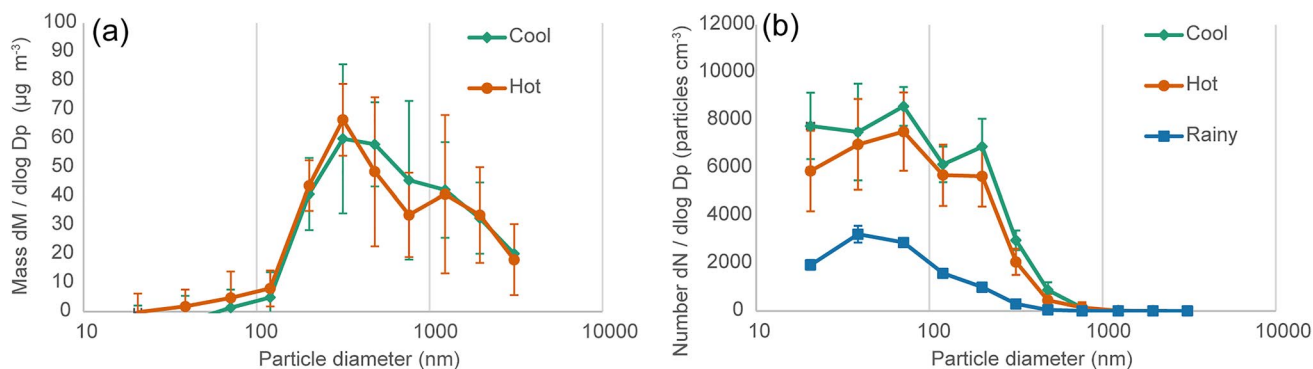 (a)
Mass dM / dlog Dp (µg m⁻³)
100
90
80
70
60
50
40
30
20
10
0
10
100
1000
10000
Particle diameter (nm)
Cool
Hot
(b)
Number dN / dlog Dp (particles cm⁻³)
12000
10000
8000
6000
4000
2000
0
10
100
1000
10000
Particle diameter (nm)
Cool
Hot
Rainy